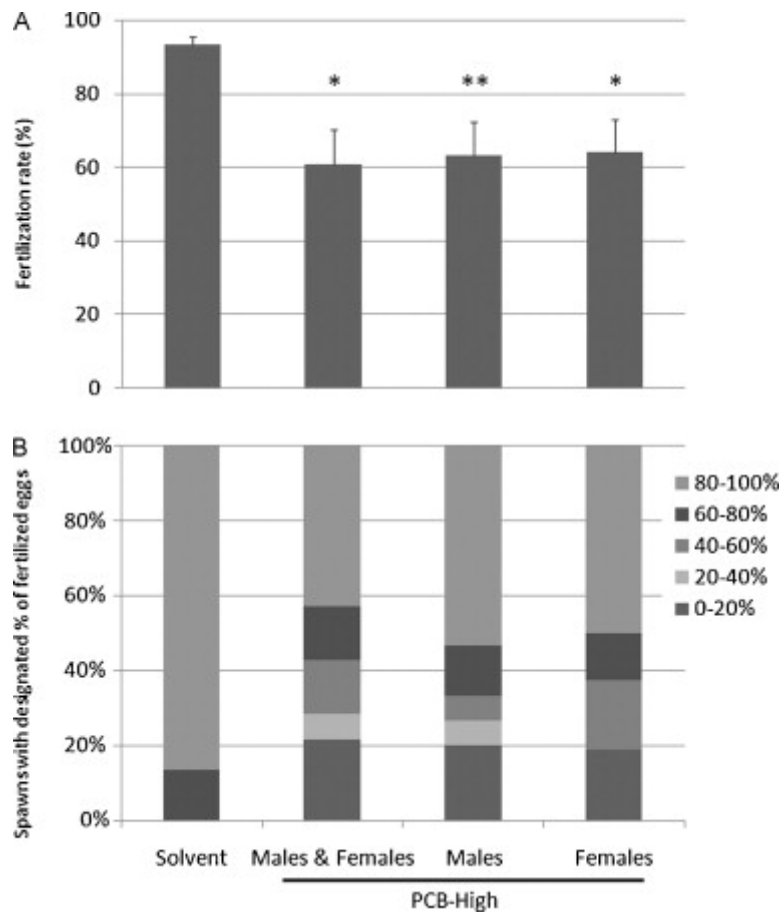 A
Fertilization rate (%)
100
80
60
40
20
0
*
**
*
B
Spawns with designated % of fertilized eggs
100%
80%
60%
40%
20%
0%
80-100%
60-80%
40-60%
20-40%
0-20%
Solvent
Males & Females
Males
Females
PCB-High